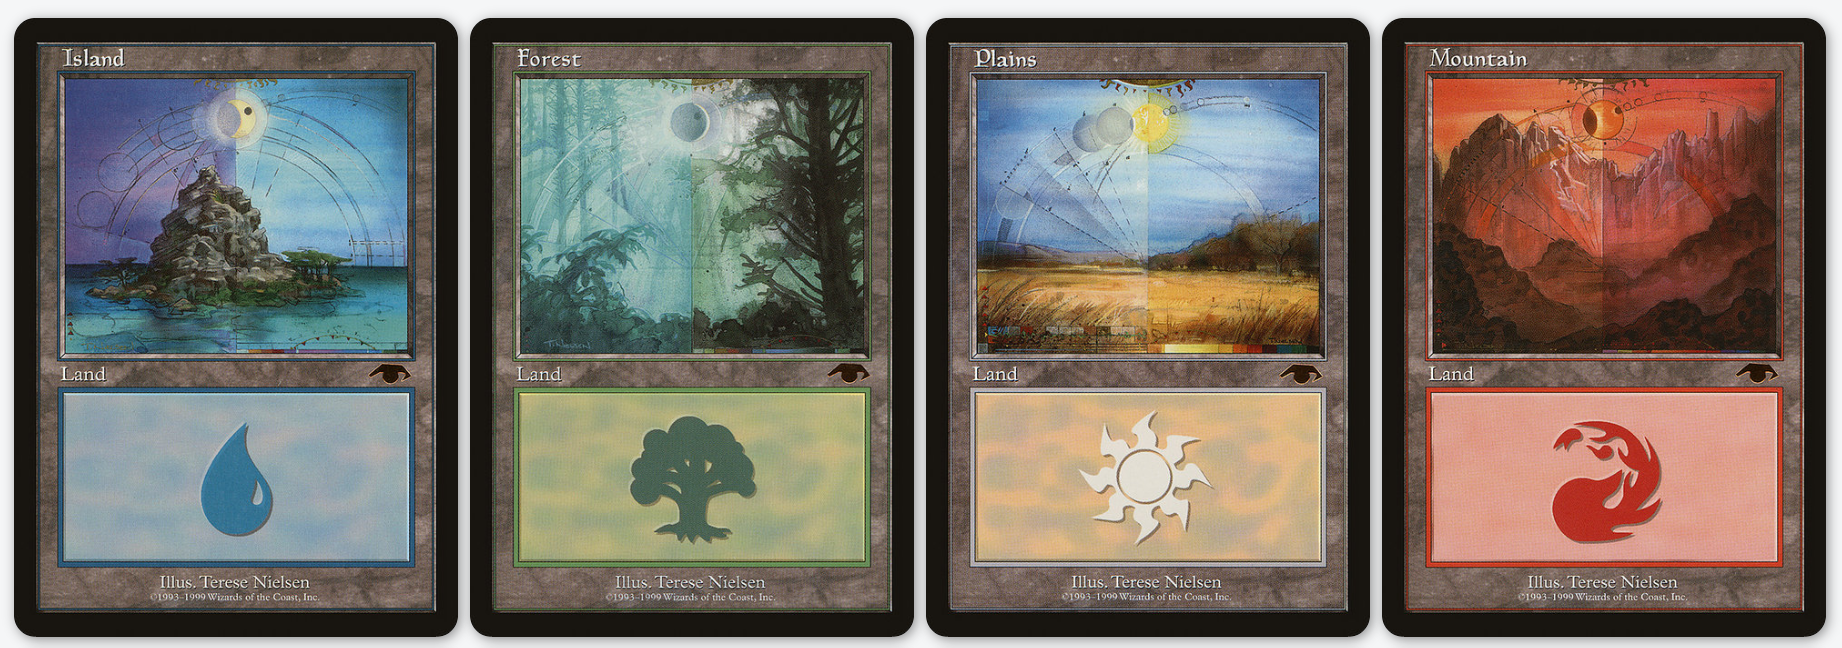 Island
Land
Illus. Terese Nielsen
©1993-1999 Wizards of the Coast, Inc.
Forest
T. Nielsen
Land
Illus. Terese Nielsen
©1993-1999 Wizards of the Coast, Inc.
Plains
Land
Illus. Terese Nielsen
©1993-1999 Wizards of the Coast, Inc.
Mountain
Land
Illus. Terese Nielsen
©1993-1999 Wizards of the Coast, Inc.